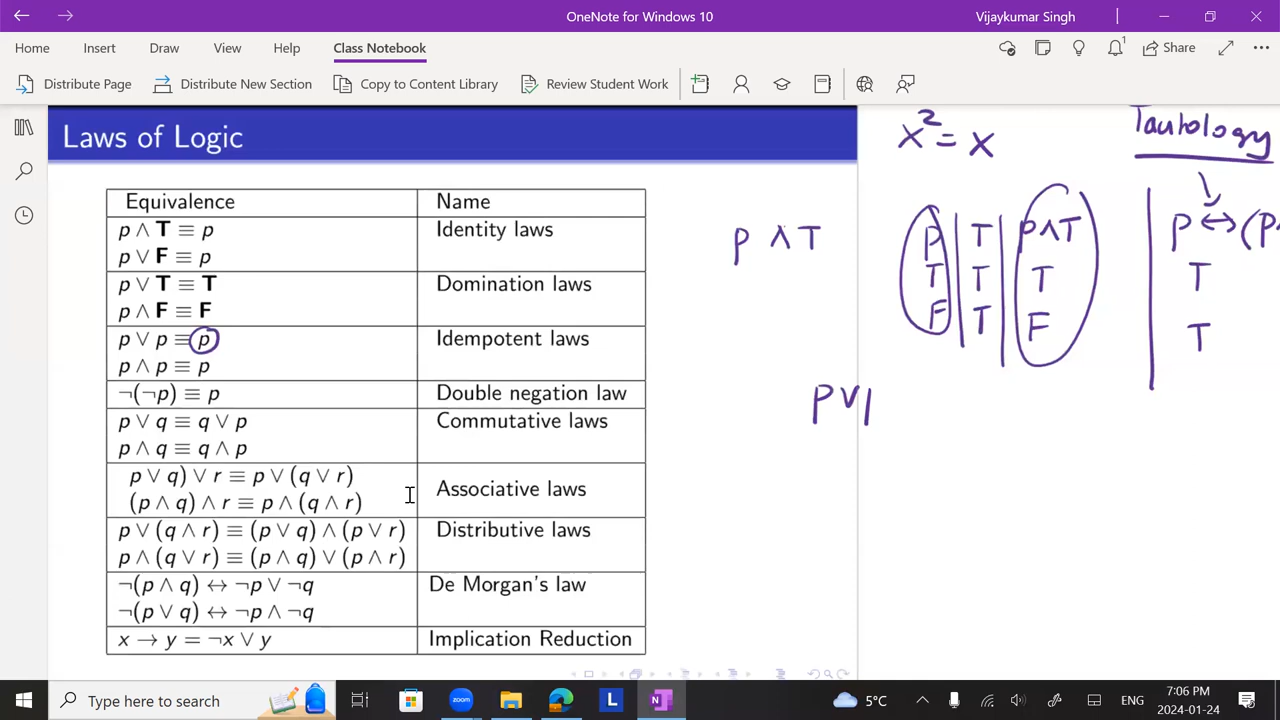 OneNote for Windows 10
Vijaykumar Singh
Home Insert Draw View Help Class Notebook
Share
Distribute Page Distribute New Section Copy to Content Library Review Student Work
Laws of Logic
Equivalence Name
p ∧ T ≡ p Identity laws
p ∨ F ≡ p
p ∨ T ≡ T Domination laws
p ∧ F ≡ F
p ∨ p ≡ p Idempotent laws
p ∧ p ≡ p
¬(¬p) ≡ p Double negation law
p ∨ q ≡ q ∨ p Commutative laws
p ∧ q ≡ q ∧ p
p ∨ q) ∨ r ≡ p ∨ (q ∨ r)
Associative laws
(p ∧ q) ∧ r ≡ p ∧ (q ∧ r)
p ∨ (q ∧ r) ≡ (p ∨ q) ∧ (p ∨ r) Distributive laws
p ∧ (q ∨ r) ≡ (p ∧ q) ∨ (p ∧ r)
¬(p ∧ q) ↔ ¬p ∨ ¬q De Morgan's law
¬(p ∨ q) ↔ ¬p ∧ ¬q
x → y = ¬x ∨ y Implication Reduction
x² = x
Tautology
p ∧ T
p T p∧T p ↔ (p
T T T T
F T F T
p ∨
Type here to search
L
N
5°C
ENG
7:06 PM
2024-01-24
1